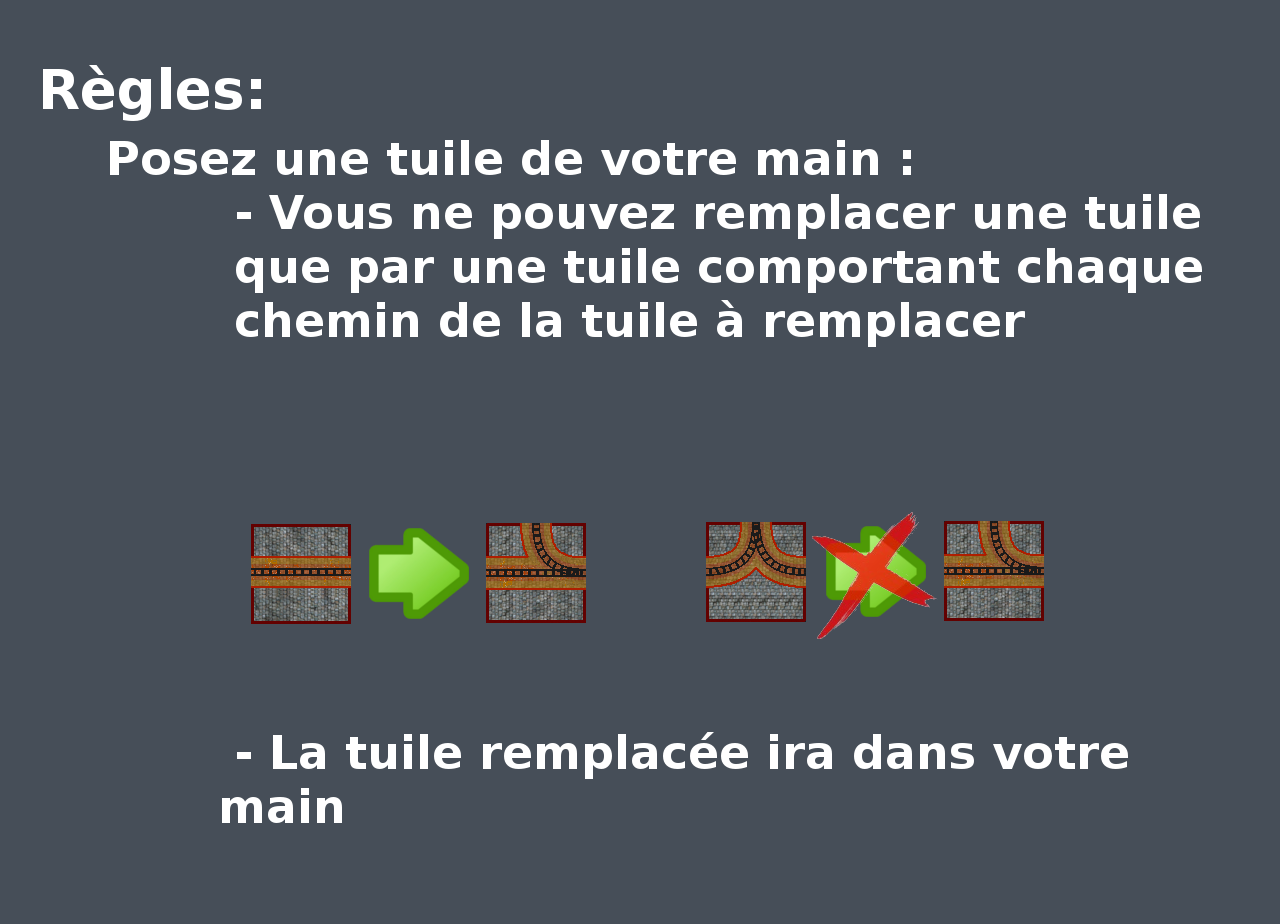 Règles:
Posez une tuile de votre main :
- Vous ne pouvez remplacer une tuile
que par une tuile comportant chaque
chemin de la tuile à remplacer
- La tuile remplacée ira dans votre
main